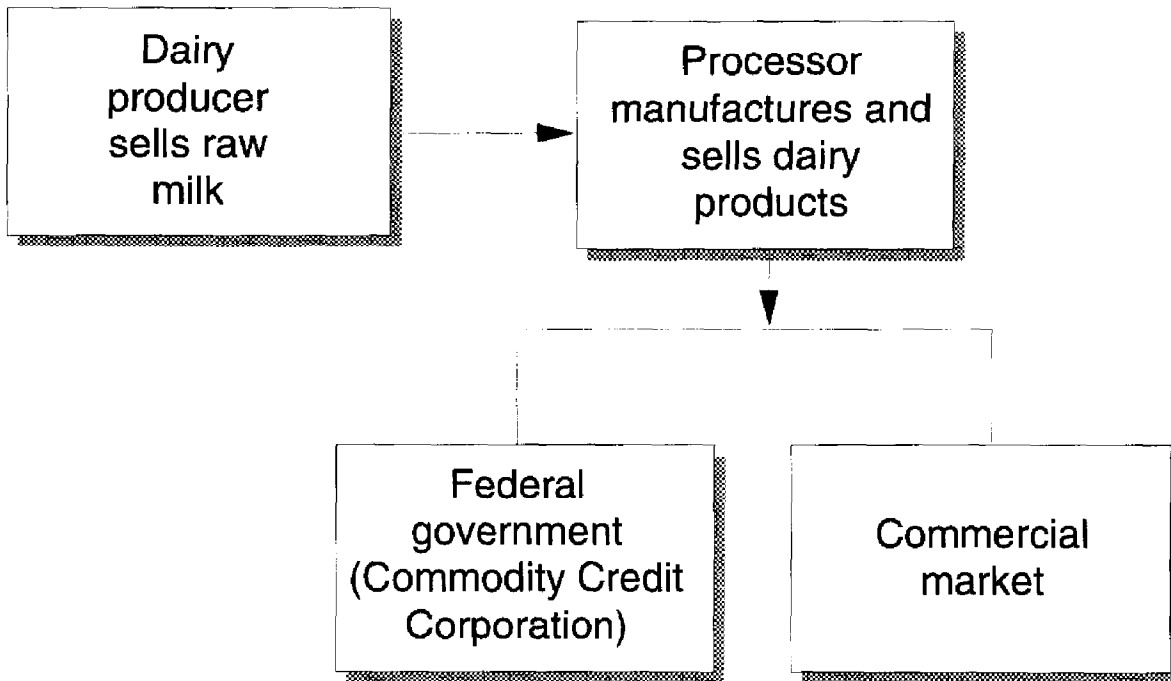 Dairy
producer
sells raw
milk
Processor
manufactures and
sells dairy
products
Federal
government
(Commodity Credit
Corporation)
Commercial
market